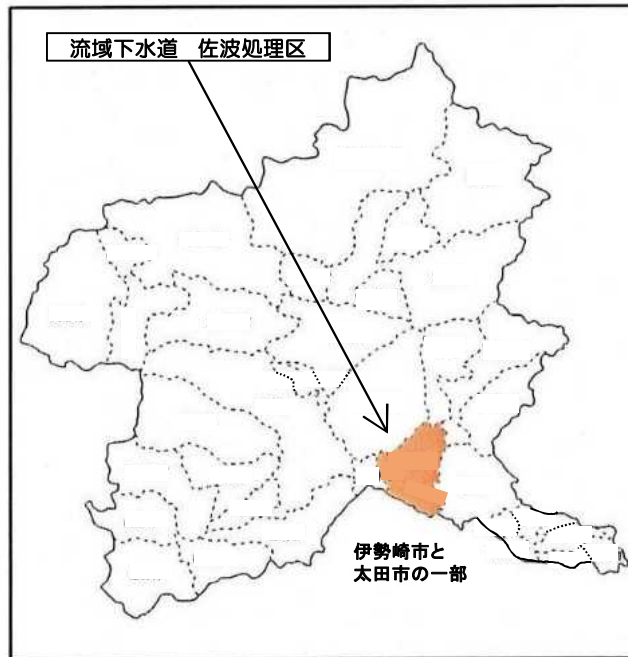 流域下水道　佐波処理区
伊勢崎市と
太田市の一部